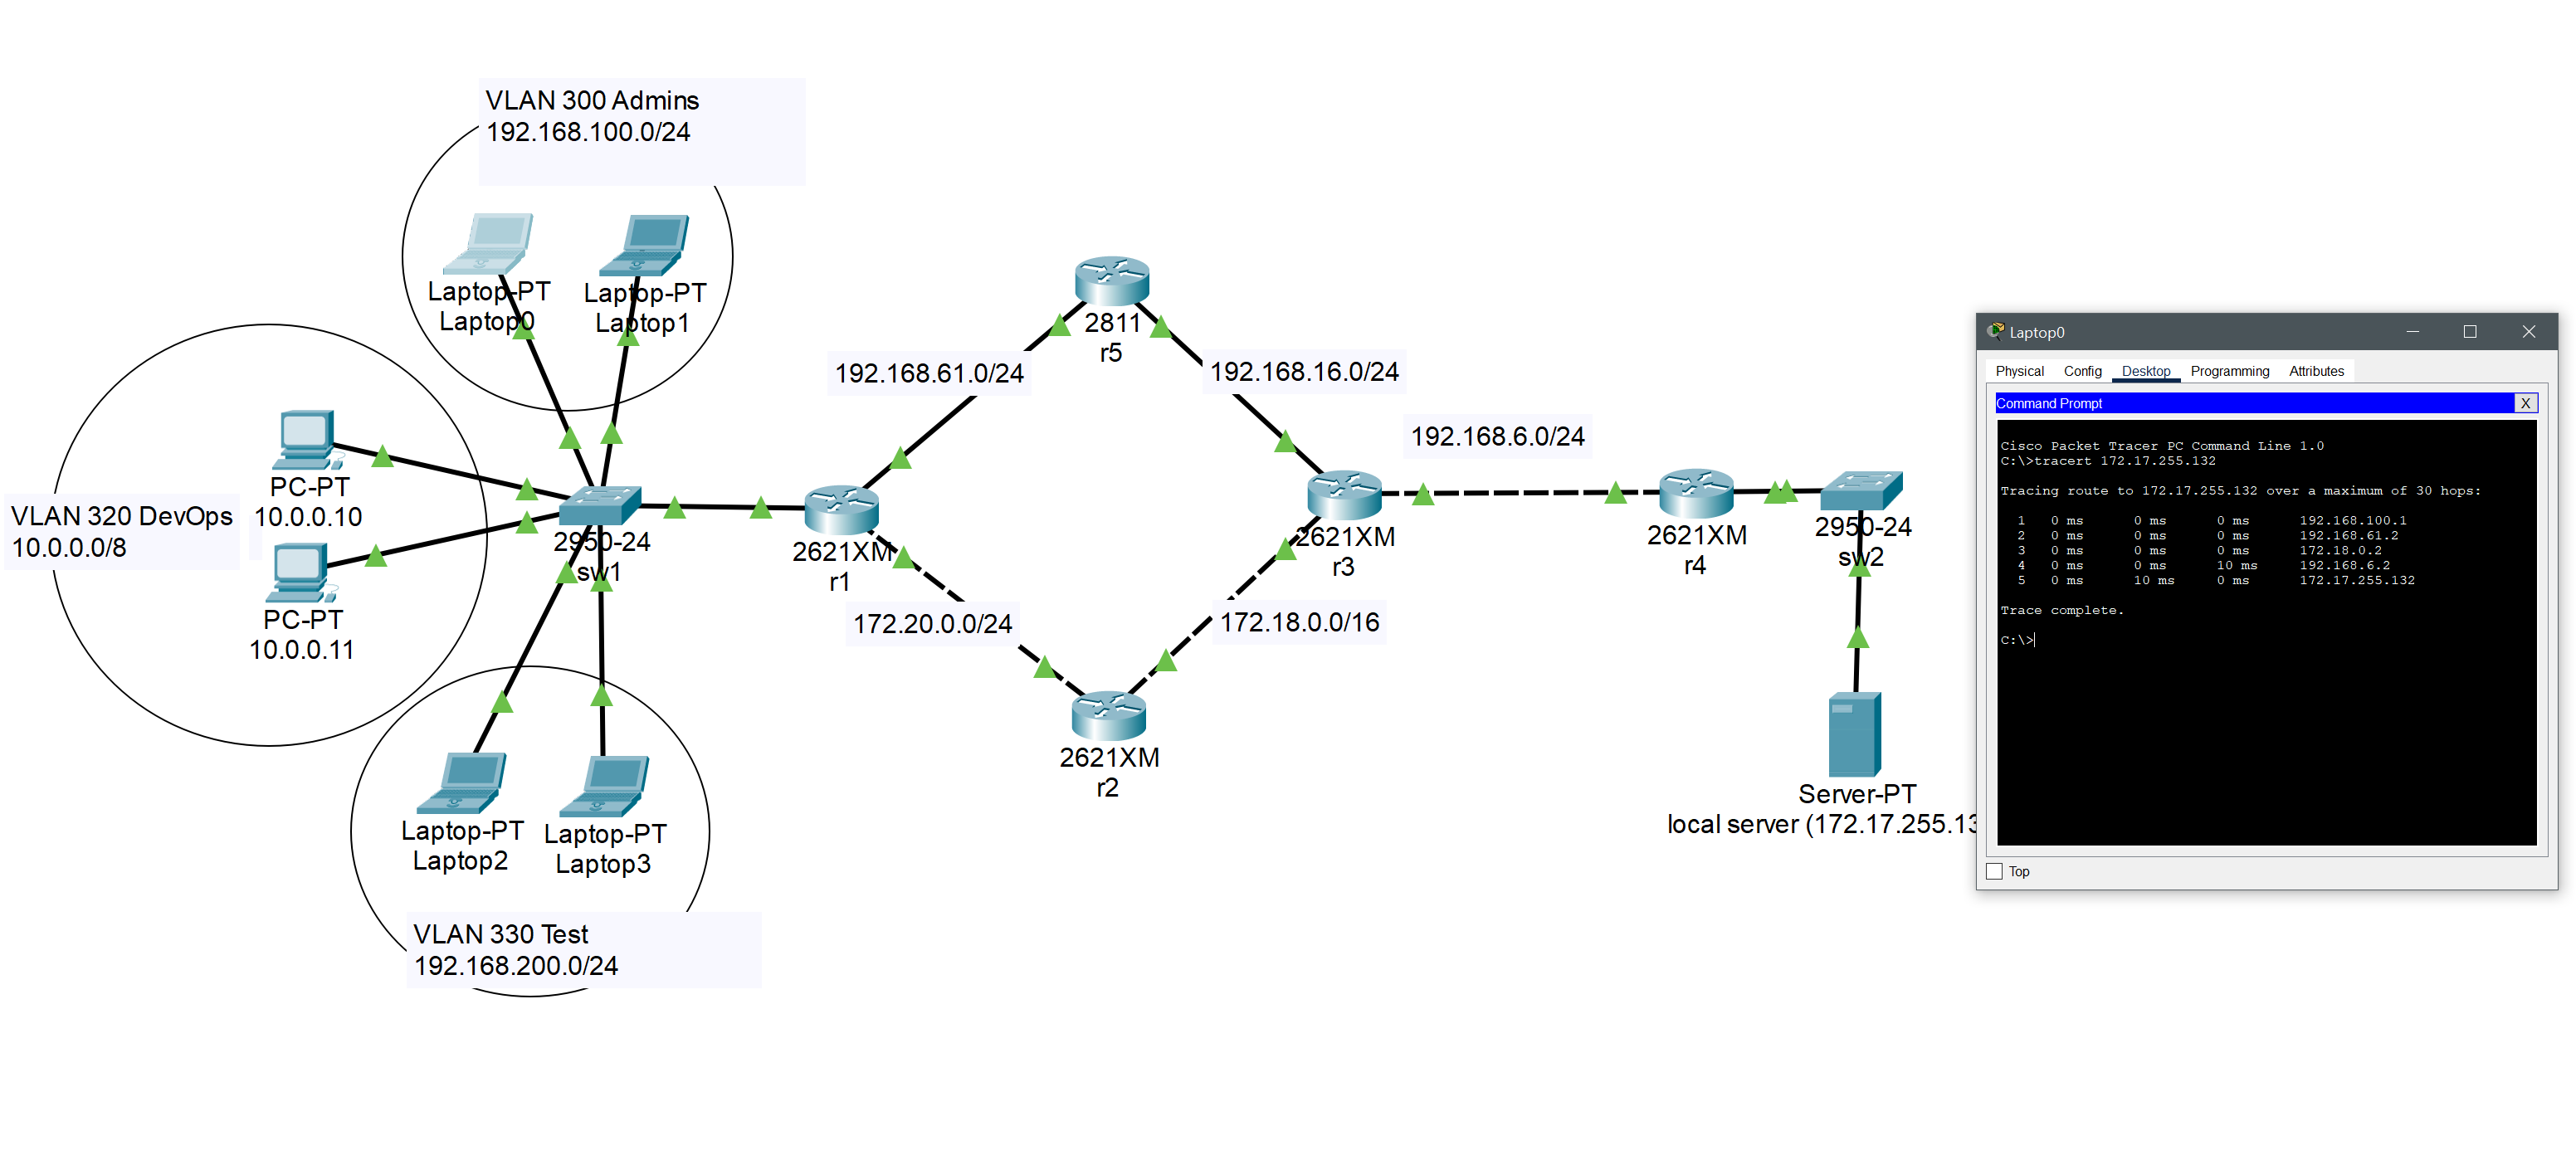 VLAN 300 Admins
192.168.100.0/24
Laptop-PT
Laptop0
Laptop-PT
Laptop1
VLAN 320 DevOps
10.0.0.0/8
PC-PT
10.0.0.10
PC-PT
10.0.0.11
2950-24
sw1
Laptop-PT
Laptop2
Laptop-PT
Laptop3
VLAN 330 Test
192.168.200.0/24
2621XM
r1
192.168.61.0/24
2811
r5
192.168.16.0/24
172.20.0.0/24
2621XM
r2
172.18.0.0/16
2621XM
r3
192.168.6.0/24
2621XM
r4
2950-24
sw2
Server-PT
local server (172.17.255.13
Laptop0
Physical Config Desktop Programming Attributes
Command Prompt X
Cisco Packet Tracer PC Command Line 1.0
C:\>tracert 172.17.255.132
Tracing route to 172.17.255.132 over a maximum of 30 hops:
1 0 ms 0 ms 0 ms 192.168.100.1
2 0 ms 0 ms 0 ms 192.168.61.2
3 0 ms 0 ms 0 ms 172.18.0.2
4 0 ms 0 ms 10 ms 192.168.6.2
5 0 ms 10 ms 0 ms 172.17.255.132
Trace complete.
C:\>
Top